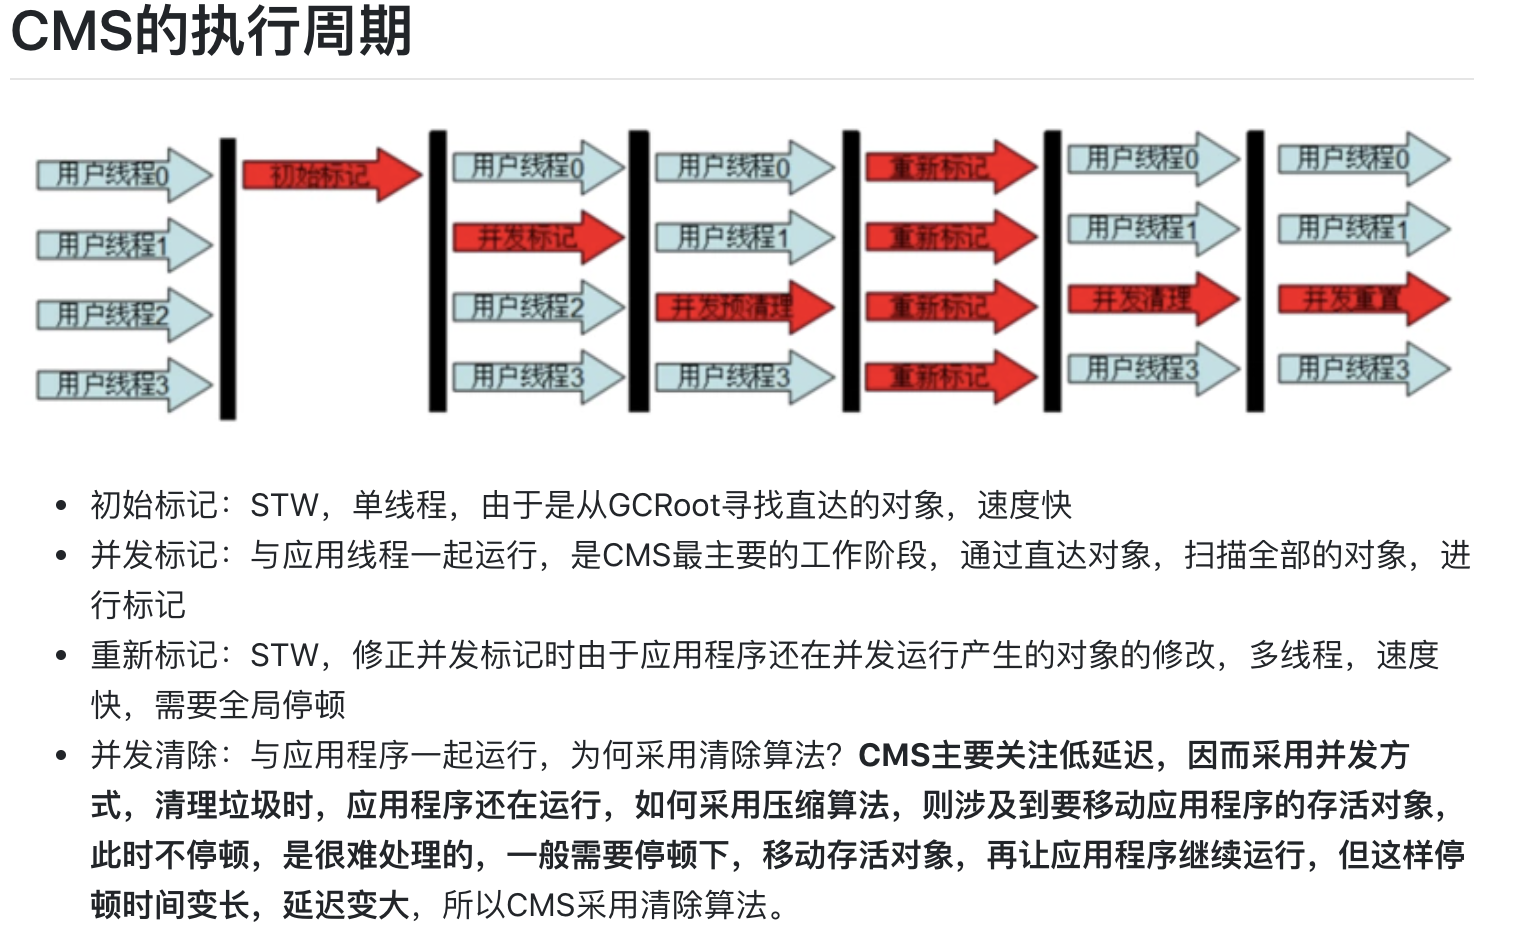 CMS的执行周期
用户线程0 初始标记 用户线程0 用户线程0 重新标记 用户线程0 用户线程0
用户线程1 并发标记 用户线程1 重新标记 用户线程1 用户线程1
用户线程2 用户线程2 并发预清理 重新标记 并发清理 并发重置
用户线程3 用户线程3 用户线程3 重新标记 用户线程3 用户线程3
初始标记：STW，单线程，由于是从GCRoot寻找直达的对象，速度快
并发标记：与应用线程一起运行，是CMS最主要的工作阶段，通过直达对象，扫描全部的对象，进
行标记
重新标记：STW，修正并发标记时由于应用程序还在并发运行产生的对象的修改，多线程，速度
快，需要全局停顿
并发清除：与应用程序一起运行，为何采用清除算法？CMS主要关注低延迟，因而采用并发方
式，清理垃圾时，应用程序还在运行，如何采用压缩算法，则涉及到要移动应用程序的存活对象，
此时不停顿，是很难处理的，一般需要停顿下，移动存活对象，再让应用程序继续运行，但这样停
顿时间变长，延迟变大，所以CMS采用清除算法。